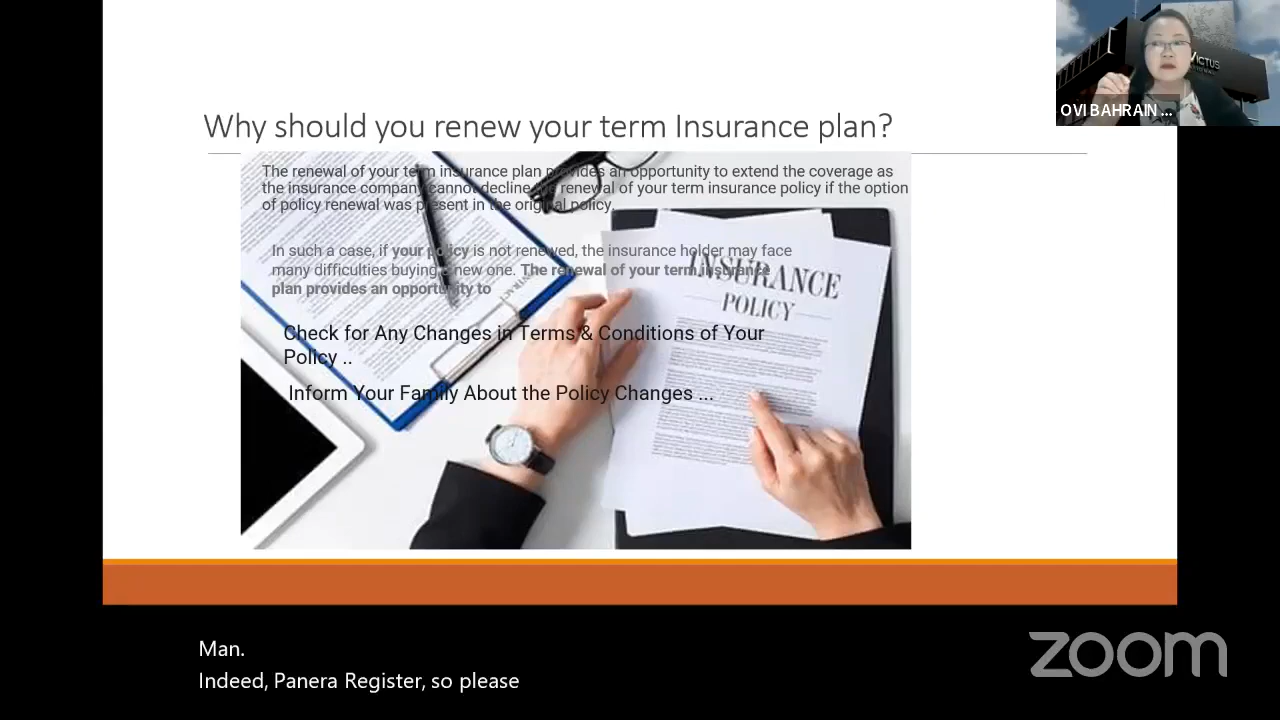 VICTUS
OVI BAHRAIN ...
Why should you renew your term Insurance plan?
The renewal of your term insurance plan provides an opportunity to extend the coverage as
the insurance company cannot decline the renewal of your term insurance policy if the option
of policy renewal was present in the original policy.
In such a case, if your policy is not renewed, the insurance holder may face
many difficulties buying a new one. The renewal of your term insurance
plan provides an opportunity to
INSURANCE
POLICY
Check for Any Changes in Terms & Conditions of Your
Policy ..
Inform Your Family About the Policy Changes ...
Man.
Indeed, Panera Register, so please
zoom